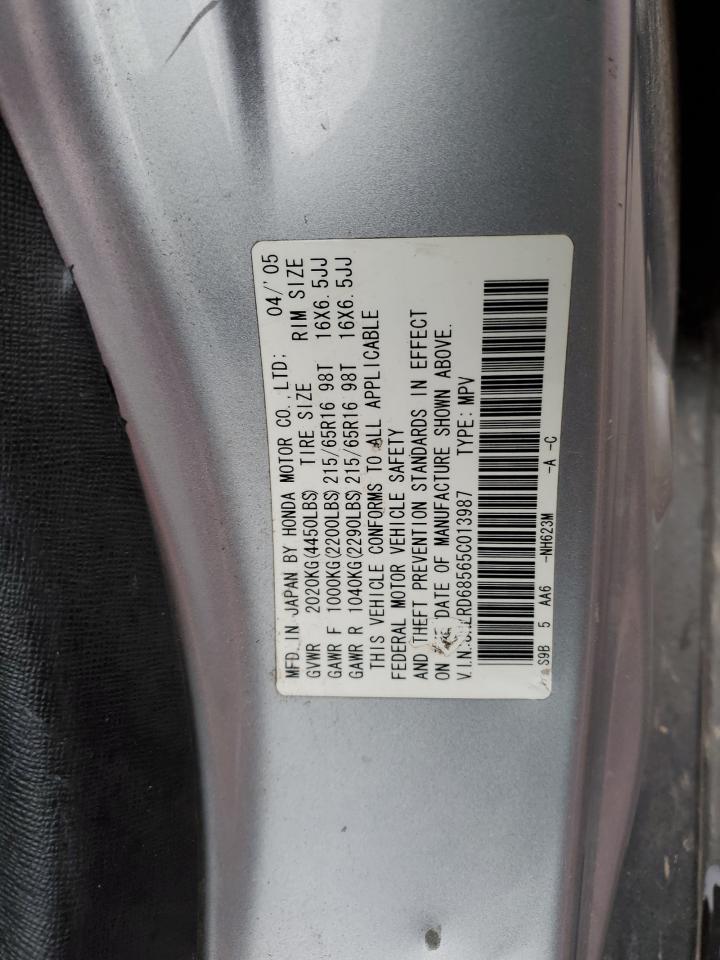 MFD. IN JAPAN BY HONDA MOTOR CO.,LTD; 04/'05
GVWR 2020KG(4450LBS) TIRE SIZE RIM SIZE
GAWR F 1000KG(2200LBS)215/65R16 98T 16X6.5JJ
GAWR R 1040KG(2290LBS)215/65R16 98T 16X6.5JJ
THIS VEHICLE CONFORMS TO ALL APPLICABLE
FEDERAL MOTOR VEHICLE SAFETY
AND THEFT PREVENTION STANDARDS IN EFFECT
ON DATE OF MANUFACTURE SHOWN ABOVE.
V.I.N. RD68565C013987 TYPE: MPV
S9B 5 AA6 -NH623M -A -C